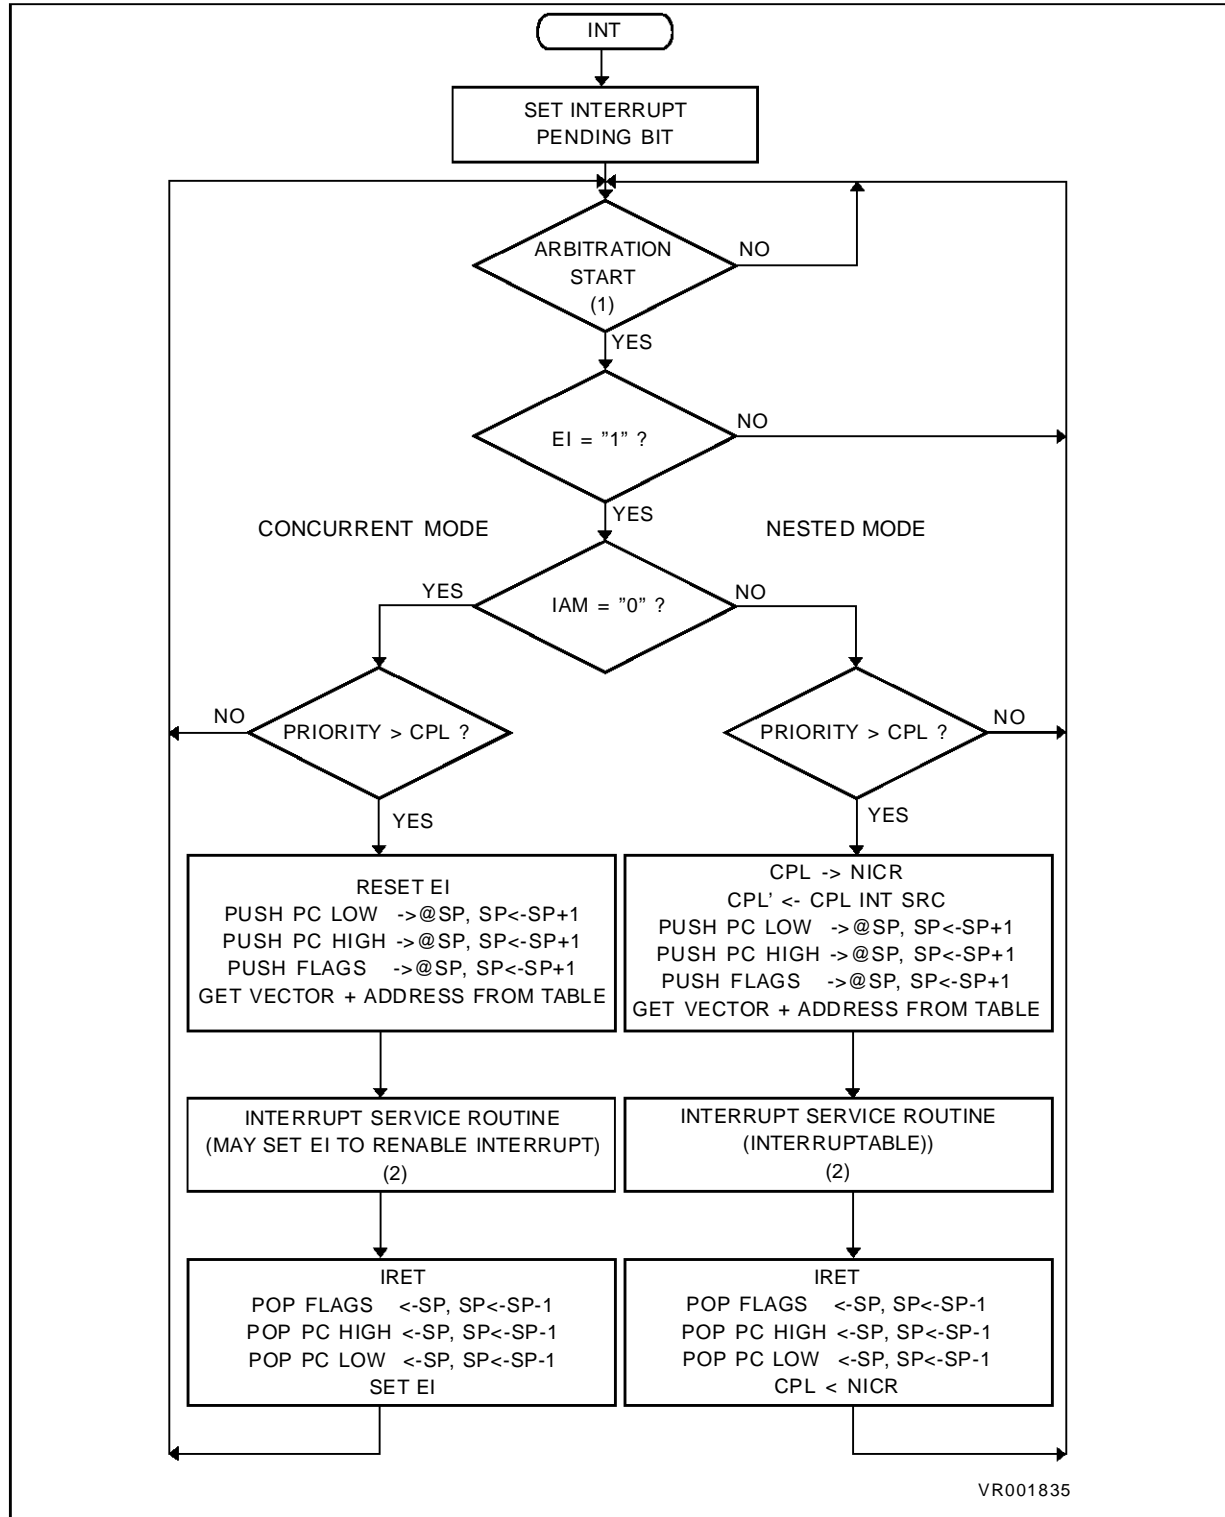 INT
SET INTERRUPT
PENDING BIT
ARBITRATION
START
(1)
NO
YES
EI = ”1” ?
NO
YES
CONCURRENT MODE
NESTED MODE
YES
IAM = ”0” ?
NO
NO
PRIORITY > CPL ?
PRIORITY > CPL ?
NO
YES
YES
RESET EI
PUSH PC LOW ->@SP, SP<-SP+1
PUSH PC HIGH ->@SP, SP<-SP+1
PUSH FLAGS ->@SP, SP<-SP+1
GET VECTOR + ADDRESS FROM TABLE
CPL -> NICR
CPL’ <- CPL INT SRC
PUSH PC LOW ->@SP, SP<-SP+1
PUSH PC HIGH ->@SP, SP<-SP+1
PUSH FLAGS ->@SP, SP<-SP+1
GET VECTOR + ADDRESS FROM TABLE
INTERRUPT SERVICE ROUTINE
(MAY SET EI TO RENABLE INTERRUPT)
(2)
INTERRUPT SERVICE ROUTINE
(INTERRUPTABLE))
(2)
IRET
POP FLAGS <-SP, SP<-SP-1
POP PC HIGH <-SP, SP<-SP-1
POP PC LOW <-SP, SP<-SP-1
SET EI
IRET
POP FLAGS <-SP, SP<-SP-1
POP PC HIGH <-SP, SP<-SP-1
POP PC LOW <-SP, SP<-SP-1
CPL < NICR
VR001835